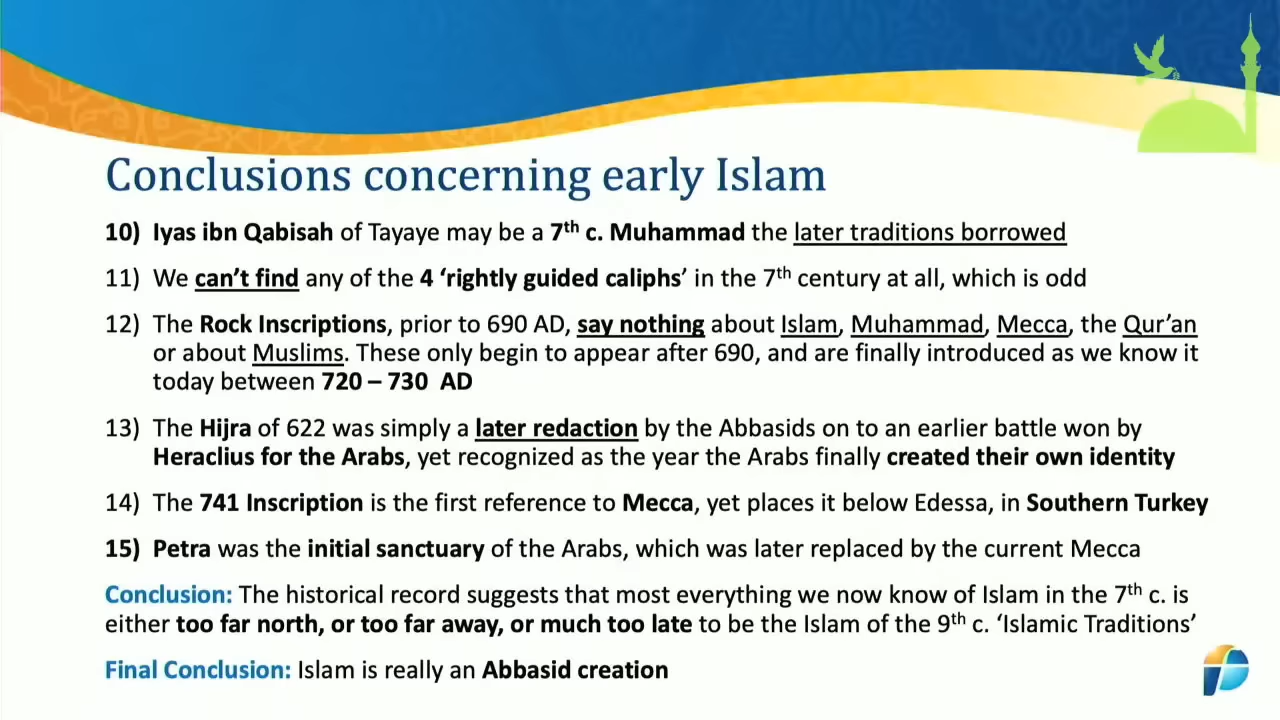 Conclusions concerning early Islam
10) Iyas ibn Qabisah of Tayaye may be a 7th c. Muhammad the later traditions borrowed
11) We can’t find any of the 4 ‘rightly guided caliphs’ in the 7th century at all, which is odd
12) The Rock Inscriptions, prior to 690 AD, say nothing about Islam, Muhammad, Mecca, the Qur’an
or about Muslims. These only begin to appear after 690, and are finally introduced as we know it
today between 720 – 730 AD
13) The Hijra of 622 was simply a later redaction by the Abbasids on to an earlier battle won by
Heraclius for the Arabs, yet recognized as the year the Arabs finally created their own identity
14) The 741 Inscription is the first reference to Mecca, yet places it below Edessa, in Southern Turkey
15) Petra was the initial sanctuary of the Arabs, which was later replaced by the current Mecca
Conclusion: The historical record suggests that most everything we now know of Islam in the 7th c. is
either too far north, or too far away, or much too late to be the Islam of the 9th c. ‘Islamic Traditions’
Final Conclusion: Islam is really an Abbasid creation